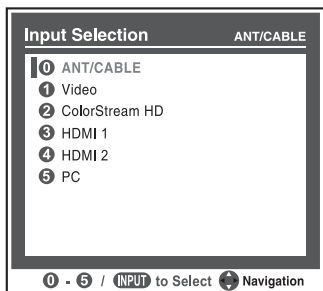 Input Selection ANT/CABLE
0 ANT/CABLE
1 Video
2 ColorStream HD
3 HDMI 1
4 HDMI 2
5 PC
0 - 5 / INPUT to Select Navigation